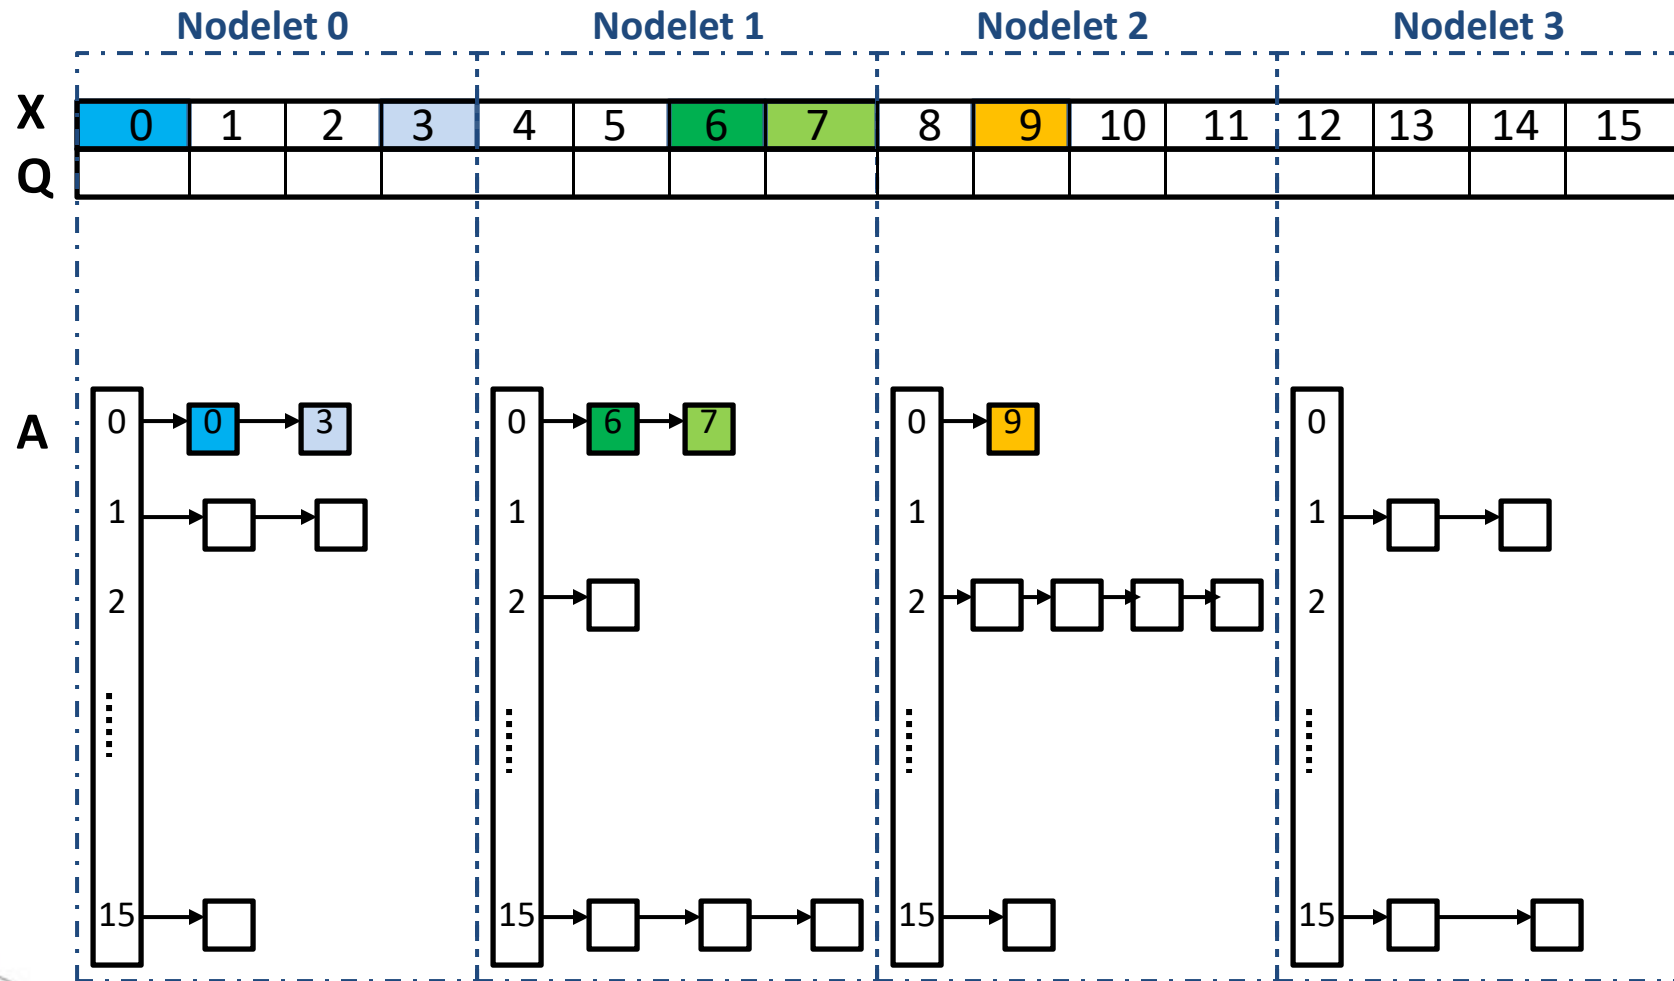 Nodelet 0 Nodelet 1 Nodelet 2 Nodelet 3
X 0 1 2 3 4 5 6 7 8 9 10 11 12 13 14 15
Q
A 0 0 3 0 6 7 0 9 0
1 1 1 1
2 2 2 2
15 15 15 15